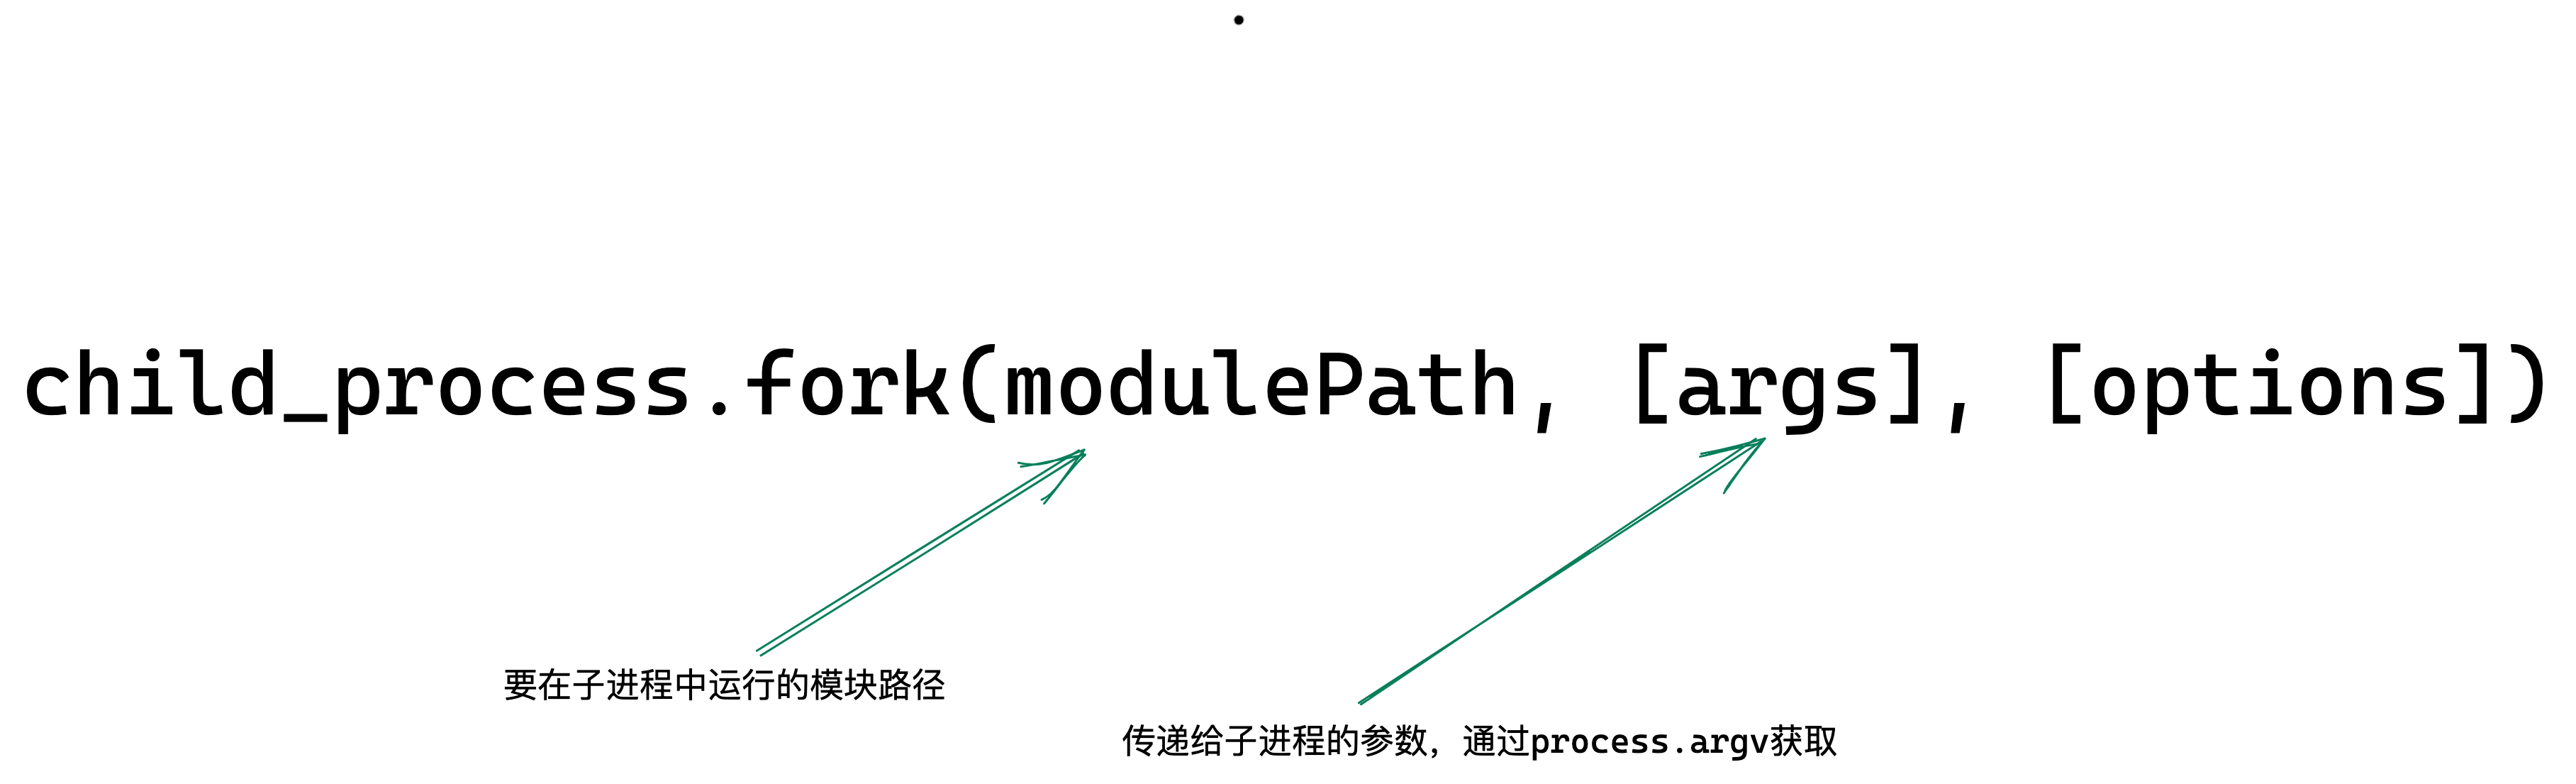 child_process.fork(modulePath, [args], [options])
要在子进程中运行的模块路径
传递给子进程的参数，通过process.argv获取